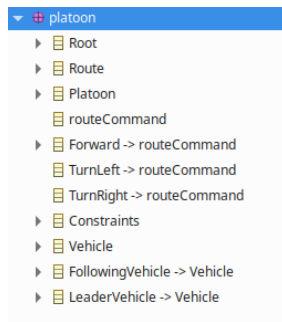 platoon
Root
Route
Platoon
routeCommand
Forward -> routeCommand
TurnLeft -> routeCommand
TurnRight -> routeCommand
Constraints
Vehicle
FollowingVehicle -> Vehicle
LeaderVehicle -> Vehicle